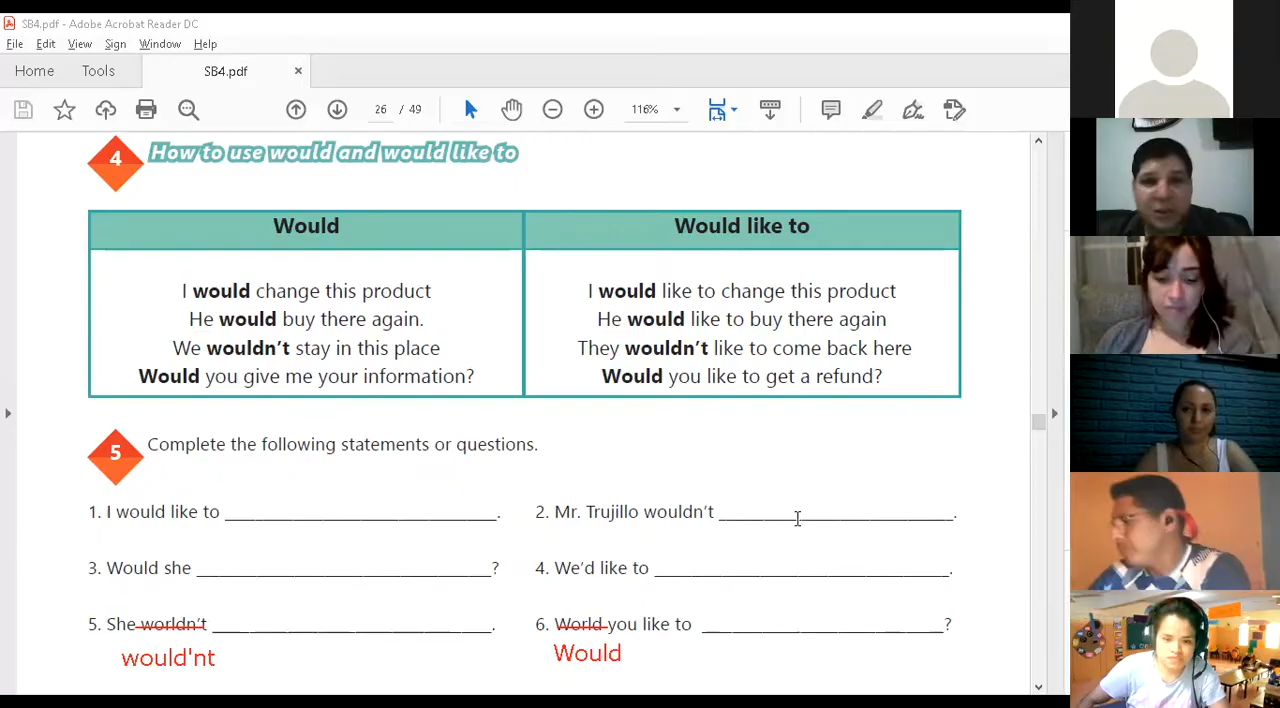 SB4.pdf - Adobe Acrobat Reader DC
File Edit View Sign Window Help
Home Tools SB4.pdf ×
26 / 49 116%
4 How to use would and would like to
Would
I would change this product
He would buy there again.
We wouldn't stay in this place
Would you give me your information?
Would like to
I would like to change this product
He would like to buy there again
They wouldn't like to come back here
Would you like to get a refund?
5 Complete the following statements or questions.
1. I would like to ____________________________.
2. Mr. Trujillo wouldn't ________________________.
3. Would she ______________________________?
4. We'd like to ______________________________.
5. She worldn't ____________________________.
would'nt
6. World you like to ________________________?
Would